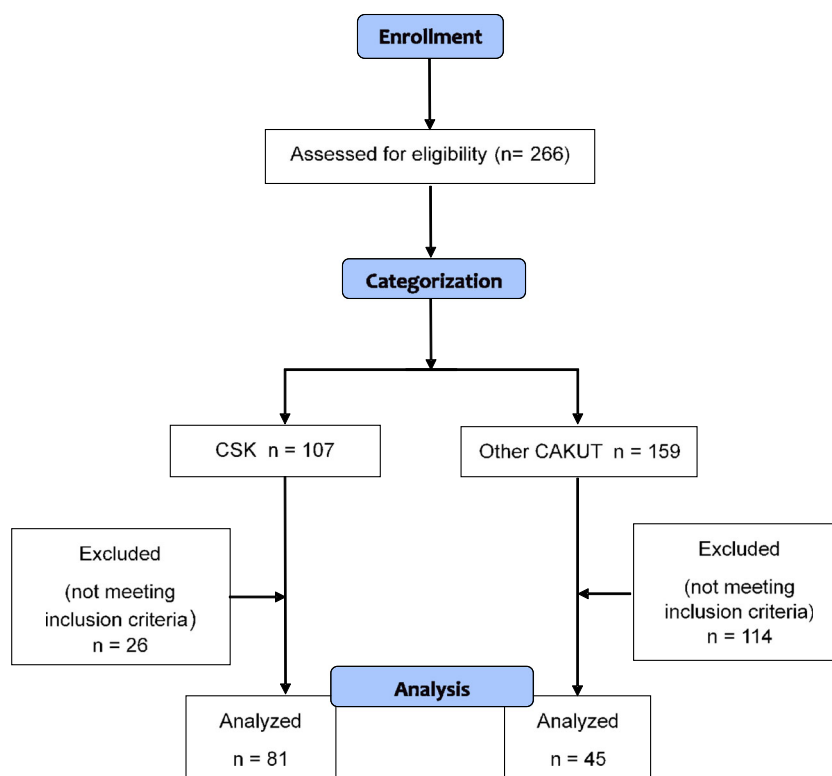 Enrollment
Assessed for eligibility (n= 266)
Categorization
CSK n = 107
Other CAKUT n = 159
Excluded
(not meeting
inclusion criteria)
n = 26
Excluded
(not meeting
inclusion criteria)
n = 114
Analysis
Analyzed
n = 81
Analyzed
n = 45